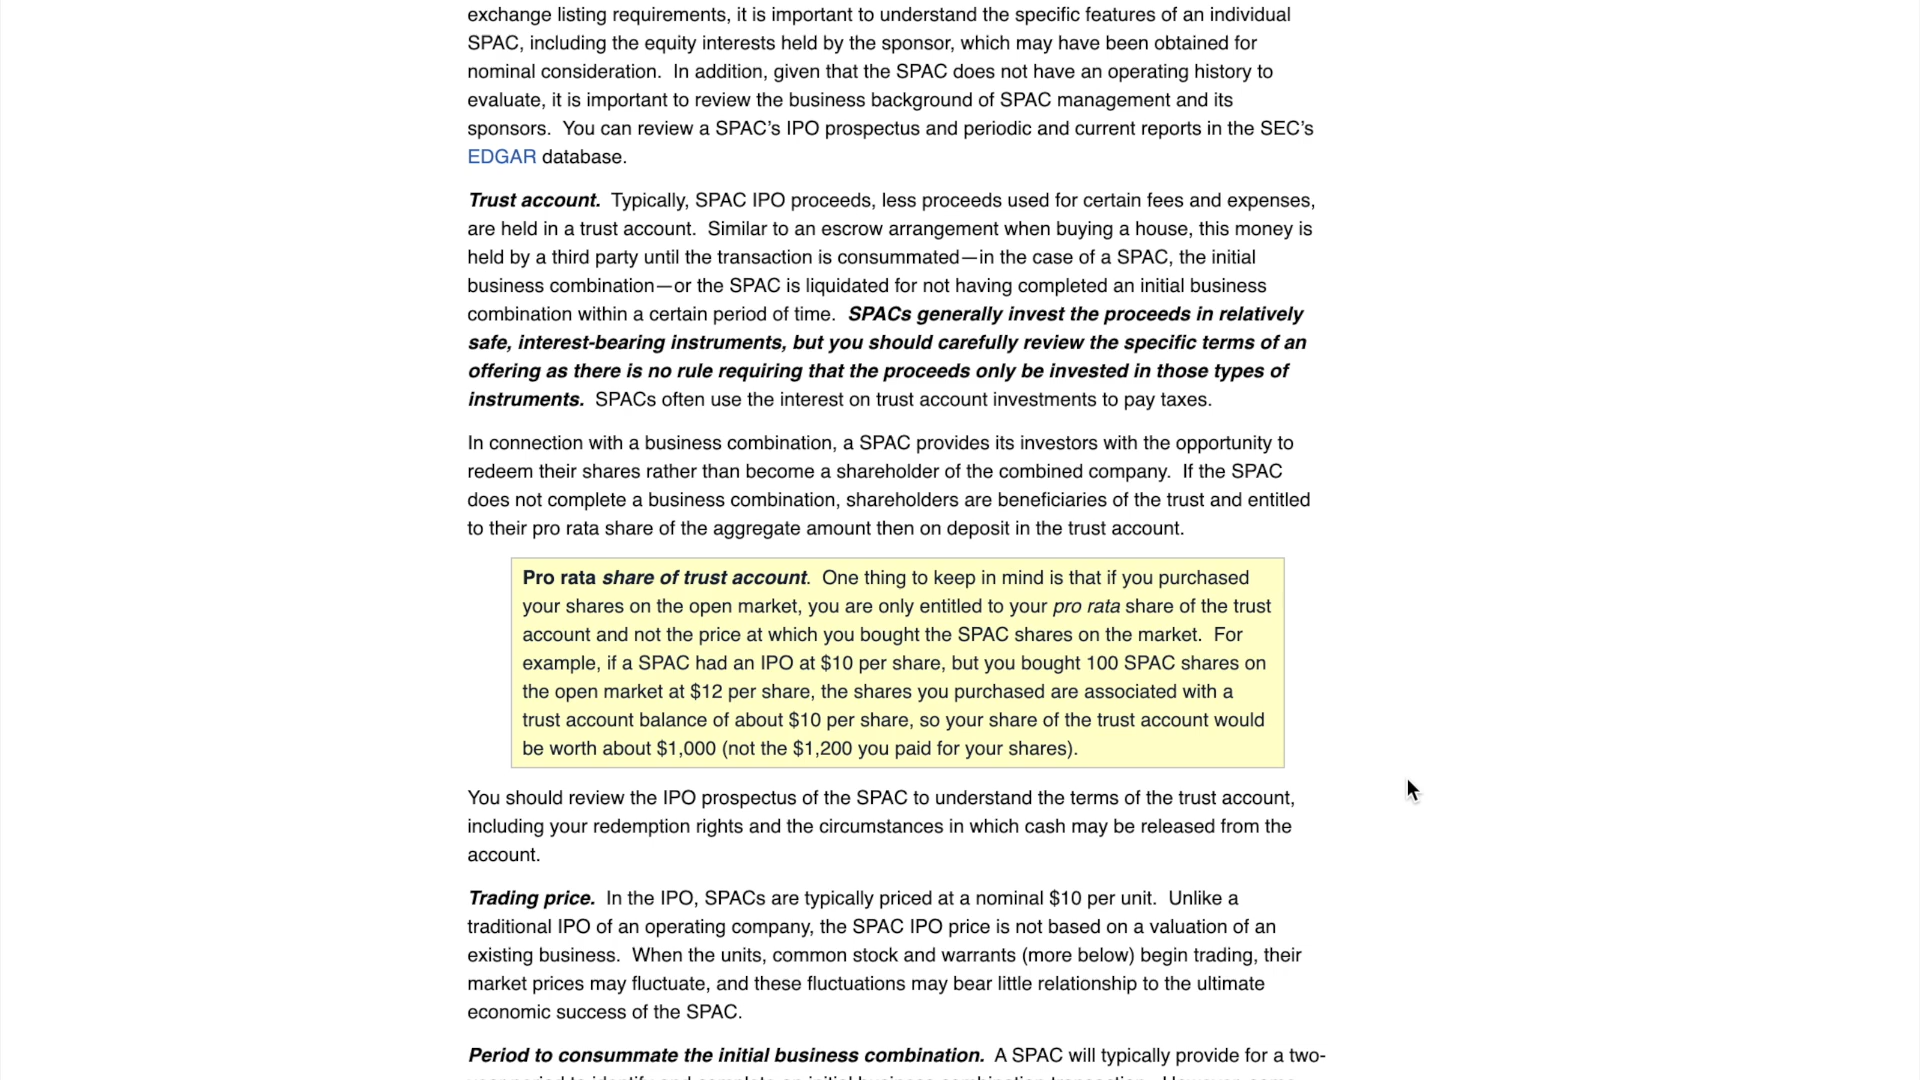 exchange listing requirements, it is important to understand the specific features of an individual
SPAC, including the equity interests held by the sponsor, which may have been obtained for
nominal consideration.  In addition, given that the SPAC does not have an operating history to
evaluate, it is important to review the business background of SPAC management and its
sponsors.  You can review a SPAC’s IPO prospectus and periodic and current reports in the SEC’s
EDGAR database.
Trust account.  Typically, SPAC IPO proceeds, less proceeds used for certain fees and expenses,
are held in a trust account.  Similar to an escrow arrangement when buying a house, this money is
held by a third party until the transaction is consummated—in the case of a SPAC, the initial
business combination—or the SPAC is liquidated for not having completed an initial business
combination within a certain period of time.  SPACs generally invest the proceeds in relatively
safe, interest-bearing instruments, but you should carefully review the specific terms of an
offering as there is no rule requiring that the proceeds only be invested in those types of
instruments.  SPACs often use the interest on trust account investments to pay taxes.
In connection with a business combination, a SPAC provides its investors with the opportunity to
redeem their shares rather than become a shareholder of the combined company.  If the SPAC
does not complete a business combination, shareholders are beneficiaries of the trust and entitled
to their pro rata share of the aggregate amount then on deposit in the trust account.
Pro rata share of trust account.  One thing to keep in mind is that if you purchased
your shares on the open market, you are only entitled to your pro rata share of the trust
account and not the price at which you bought the SPAC shares on the market.  For
example, if a SPAC had an IPO at $10 per share, but you bought 100 SPAC shares on
the open market at $12 per share, the shares you purchased are associated with a
trust account balance of about $10 per share, so your share of the trust account would
be worth about $1,000 (not the $1,200 you paid for your shares).
You should review the IPO prospectus of the SPAC to understand the terms of the trust account,
including your redemption rights and the circumstances in which cash may be released from the
account.
Trading price.  In the IPO, SPACs are typically priced at a nominal $10 per unit.  Unlike a
traditional IPO of an operating company, the SPAC IPO price is not based on a valuation of an
existing business.  When the units, common stock and warrants (more below) begin trading, their
market prices may fluctuate, and these fluctuations may bear little relationship to the ultimate
economic success of the SPAC.
Period to consummate the initial business combination.  A SPAC will typically provide for a two-